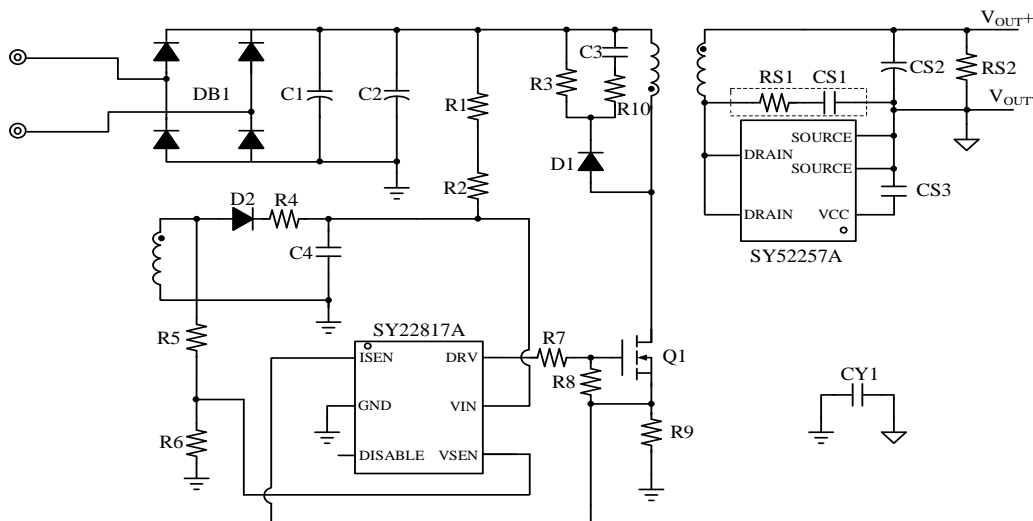 VOUT+
C3
R3
R10
RS1
CS1
CS2
RS2
DB1
C1
C2
R1
VOUT
SOURCE
DRAIN
SOURCE
D1
R2
CS3
D2
R4
DRAIN
VCC
C4
SY52257A
SY22817A
R5
ISEN
DRV
R7
Q1
R8
CY1
GND
VIN
R6
R9
DISABLE
VSEN